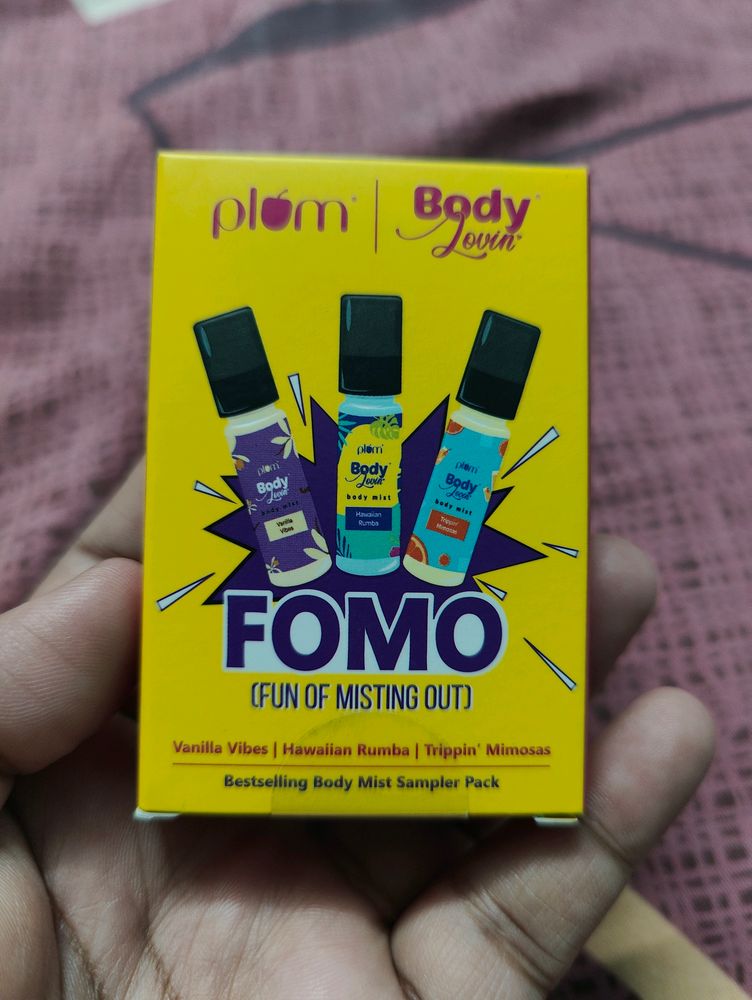 plum | Body Lovin'
plum
Body
Lovin'
body mist
Vanilla
Vibes
plum
Body
Lovin'
body mist
Hawaiian
Rumba
plum
Body
Lovin'
body mist
Trippin'
Mimosas
FOMO
(FUN OF MISTING OUT)
Vanilla Vibes | Hawaiian Rumba | Trippin' Mimosas
Bestselling Body Mist Sampler Pack